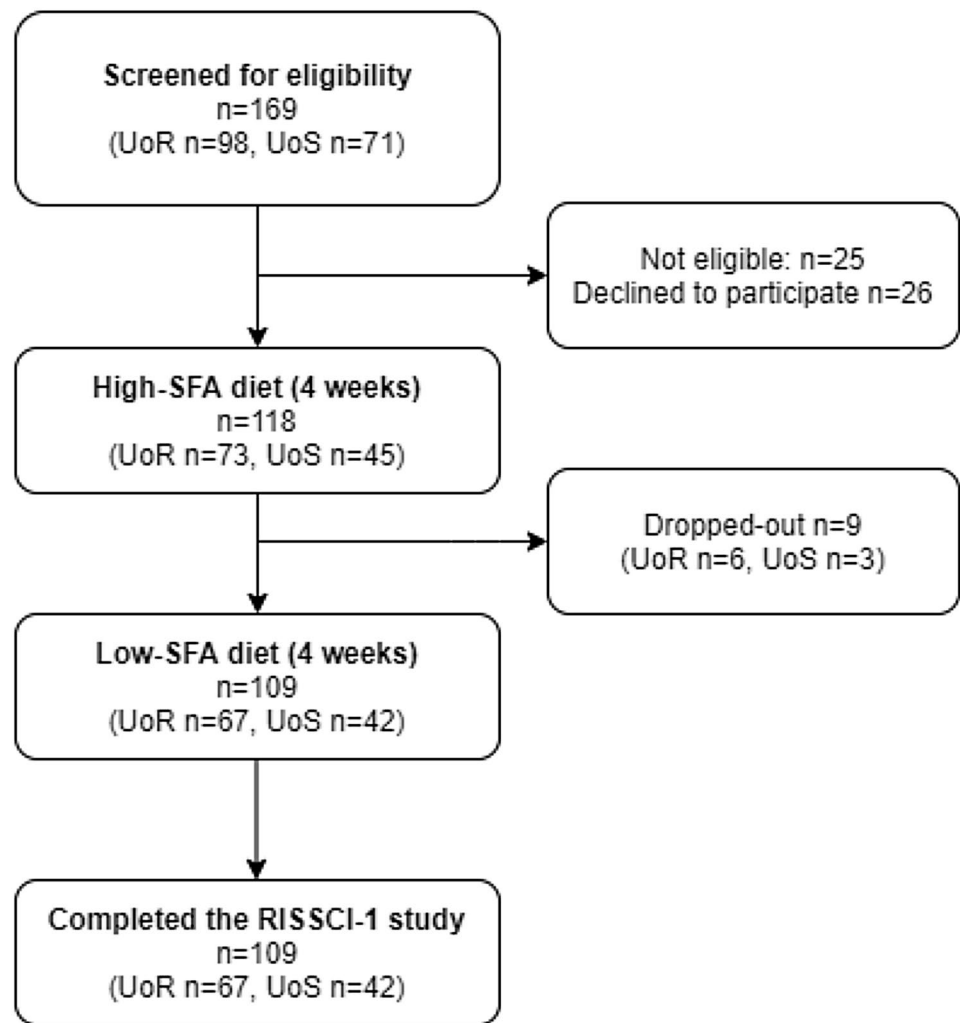 Screened for eligibility
n=169
(UoR n=98, UoS n=71)
Not eligible: n=25
Declined to participate n=26
High-SFA diet (4 weeks)
n=118
(UoR n=73, UoS n=45)
Dropped-out n=9
(UoR n=6, UoS n=3)
Low-SFA diet (4 weeks)
n=109
(UoR n=67, UoS n=42)
Completed the RISSCI-1 study
n=109
(UoR n=67, UoS n=42)